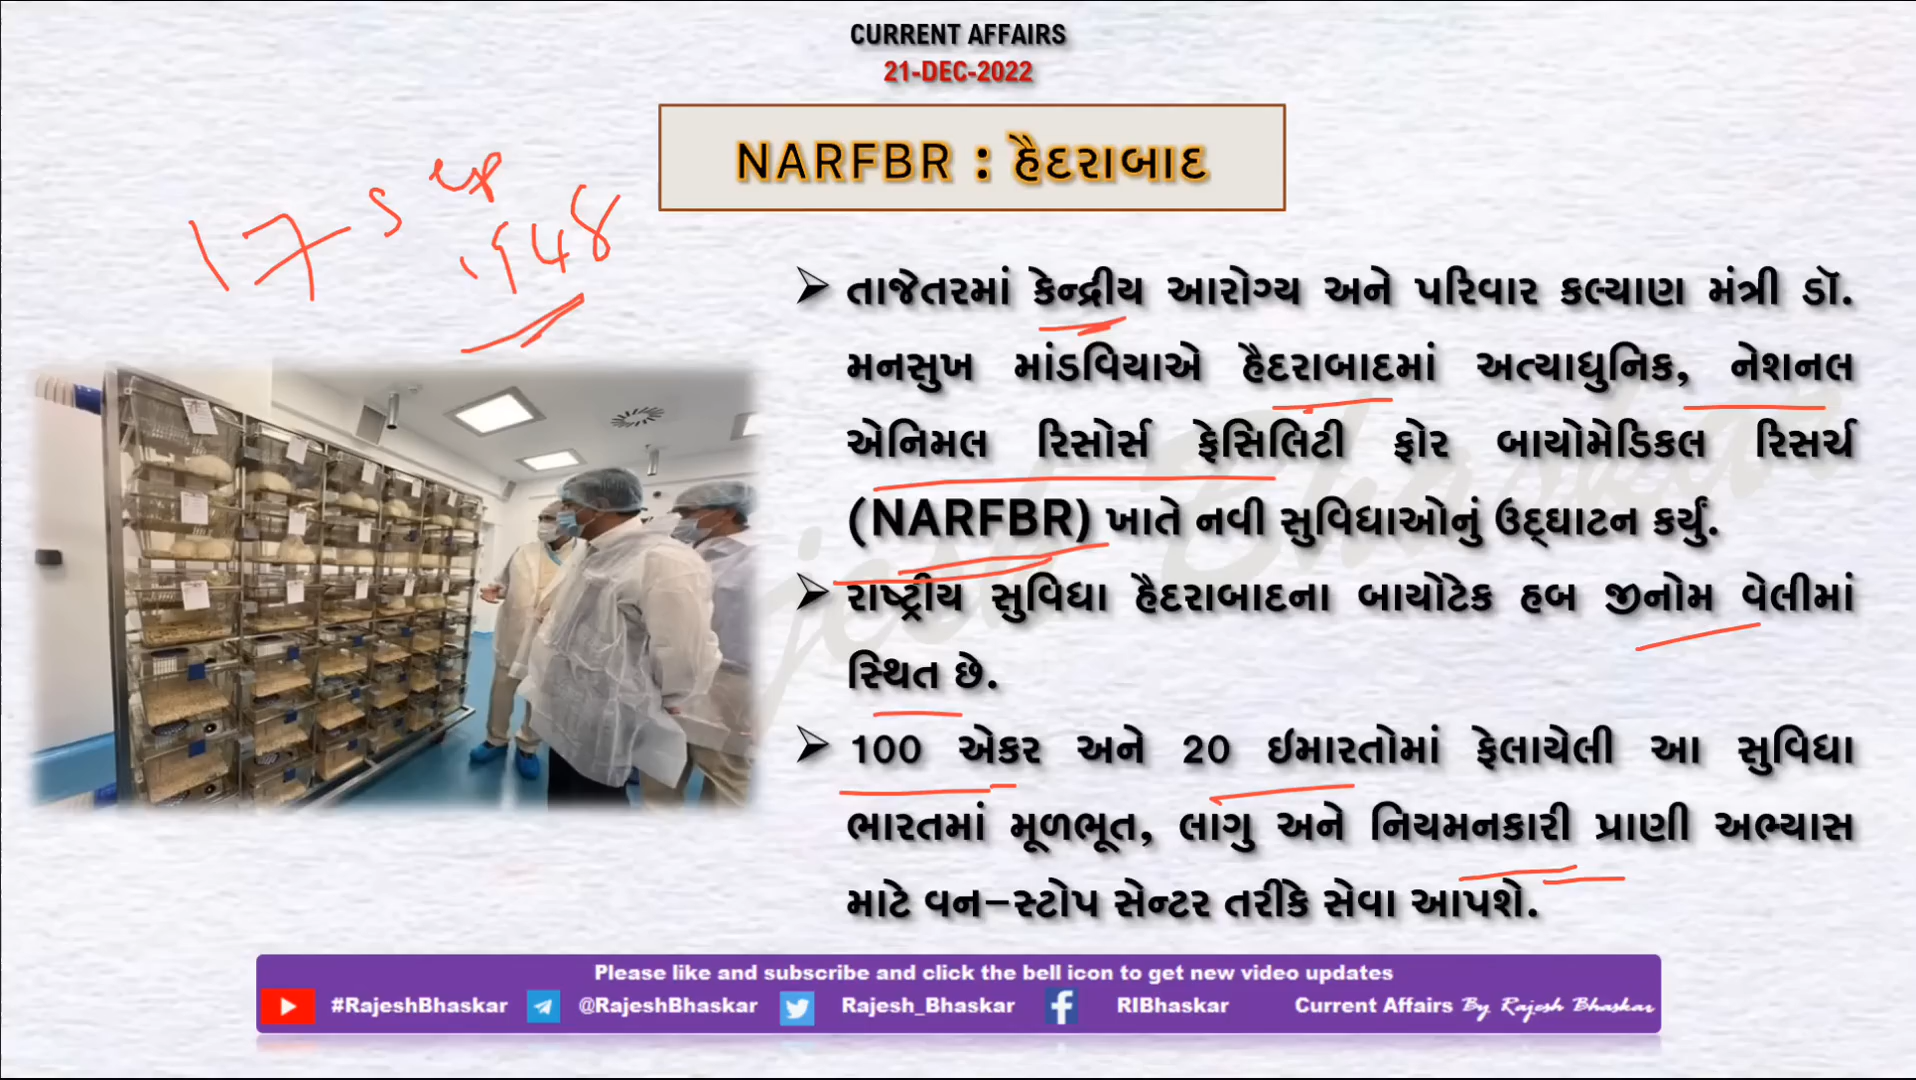 CURRENT AFFAIRS
21-DEC-2022
NARFBR : હૈદરાબાદ
17 sep
1948
➢ તાજેતરમાં કેન્દ્રીય આરોગ્ય અને પરિવાર કલ્યાણ મંત્રી ડૉ.
મનસુખ માંડવિયાએ હૈદરાબાદમાં અત્યાધુનિક, નેશનલ
એનિમલ રિસોર્સ ફેસિલિટી ફોર બાયોમેડિકલ રિસર્ચ
(NARFBR) ખાતે નવી સુવિધાઓનું ઉદ્ઘાટન કર્યું.
➢ રાષ્ટ્રીય સુવિધા હૈદરાબાદના બાયોટેક હબ જીનોમ વેલીમાં
સ્થિત છે.
➢ 100 એકર અને 20 ઇમારતોમાં ફેલાયેલી આ સુવિધા
ભારતમાં મૂળભૂત, લાગુ અને નિયમનકારી પ્રાણી અભ્યાસ
માટે વન-સ્ટોપ સેન્ટર તરીકે સેવા આપશે.
Please like and subscribe and click the bell icon to get new video updates
#RajeshBhaskar @RajeshBhaskar Rajesh_Bhaskar RIBhaskar Current Affairs By Rajesh Bhaskar